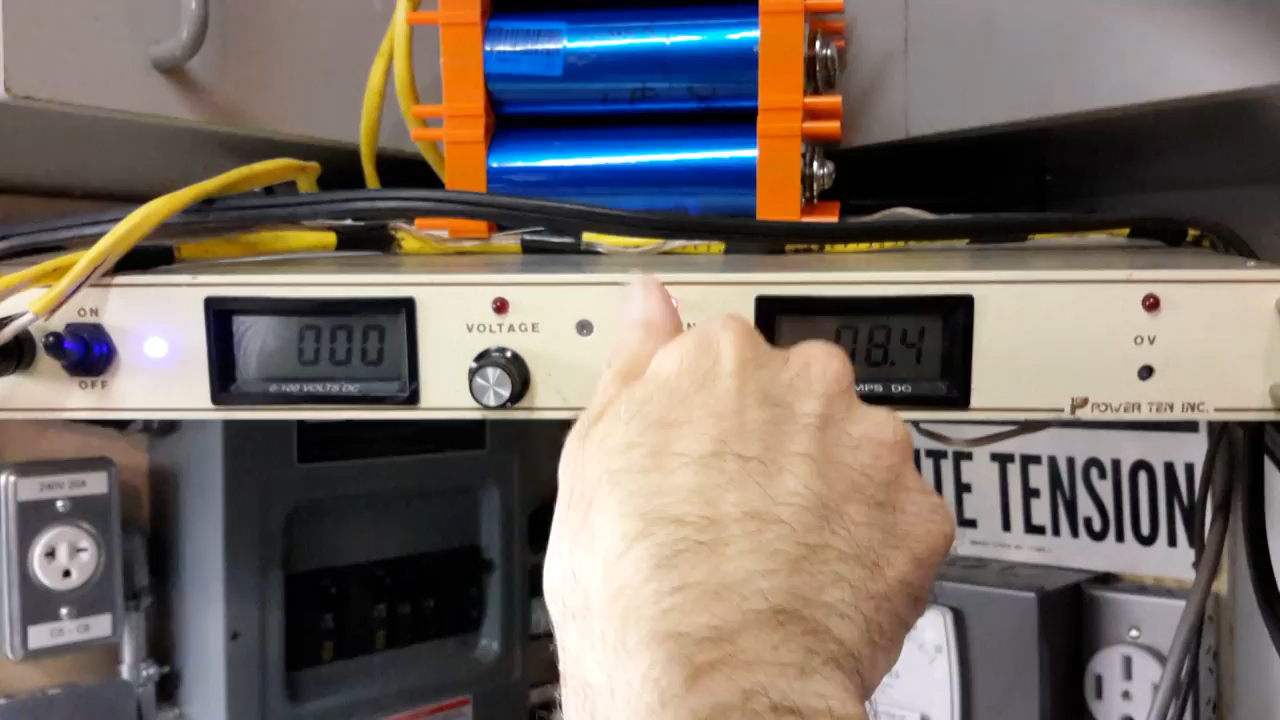 ON
OFF
000
0-100 VOLTS DC
VOLTAGE
08.4
MPS DC
OV
POWER TEN INC.
TE TENSION
240V 20A